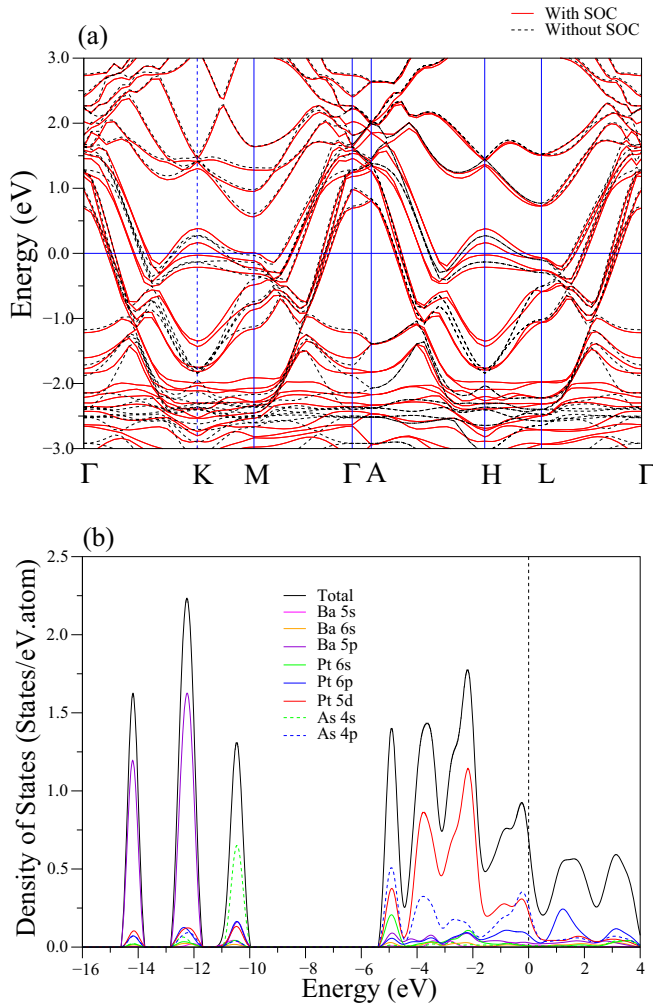 With SOC
Without SOC
(a)
3.0
2.0
1.0
0.0
−1.0
−2.0
−3.0
Energy (eV)
Γ K M Γ A H L Γ
(b)
2.5
2.0
1.5
1.0
0.5
0.0
Density of States (States/eV.atom)
Total
Ba 5s
Ba 6s
Ba 5p
Pt 6s
Pt 6p
Pt 5d
As 4s
As 4p
−16 −14 −12 −10 −8 −6 −4 −2 0 2 4
Energy (eV)